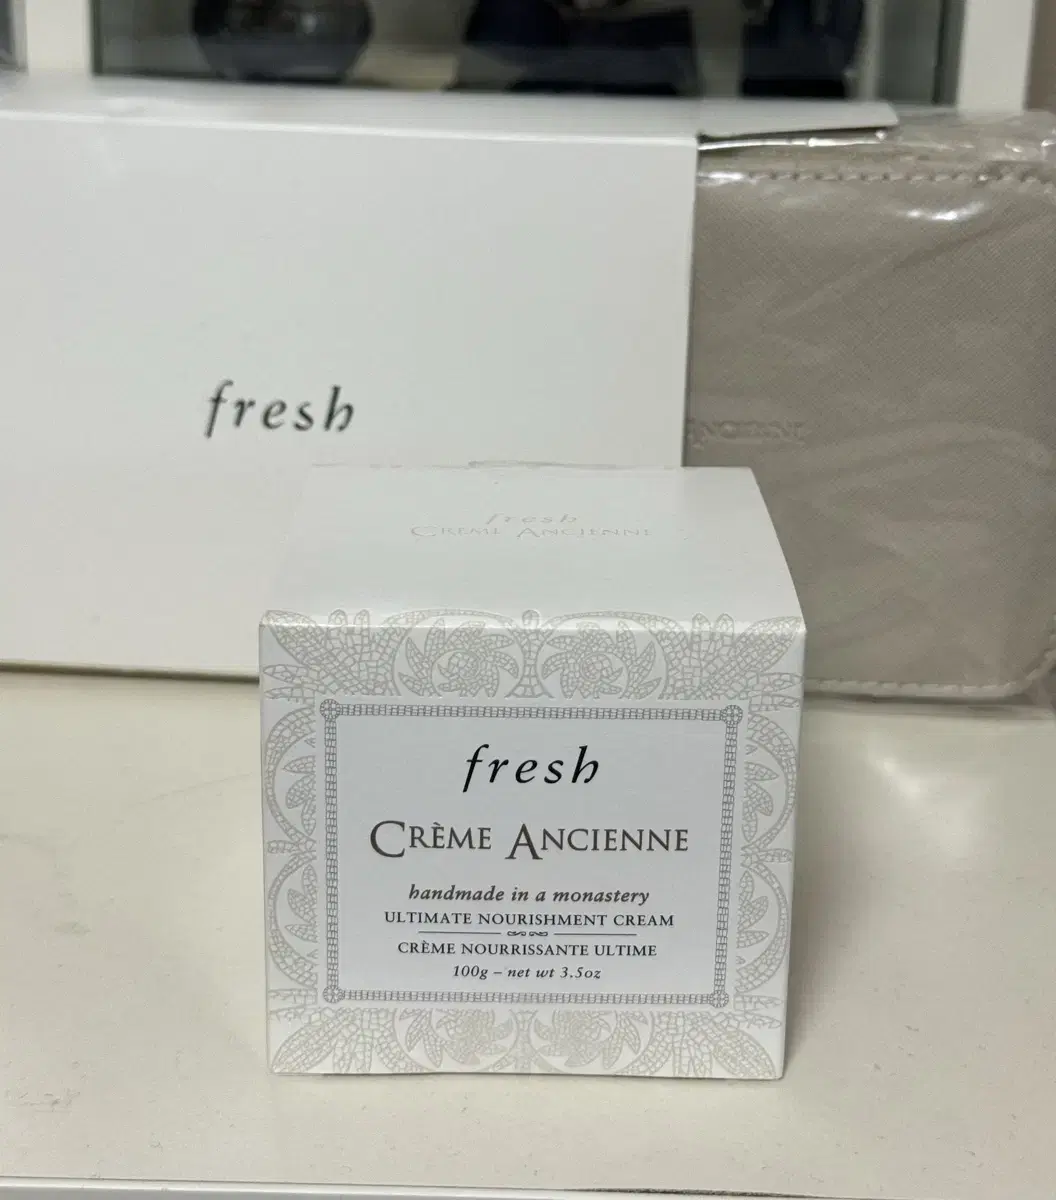 fresh
ANCIENNE
fresh
CRÈME ANCIENNE
fresh
CRÈME ANCIENNE
handmade in a monastery
ULTIMATE NOURISHMENT CREAM
CRÈME NOURRISSANTE ULTIME
100g – net wt 3.5oz